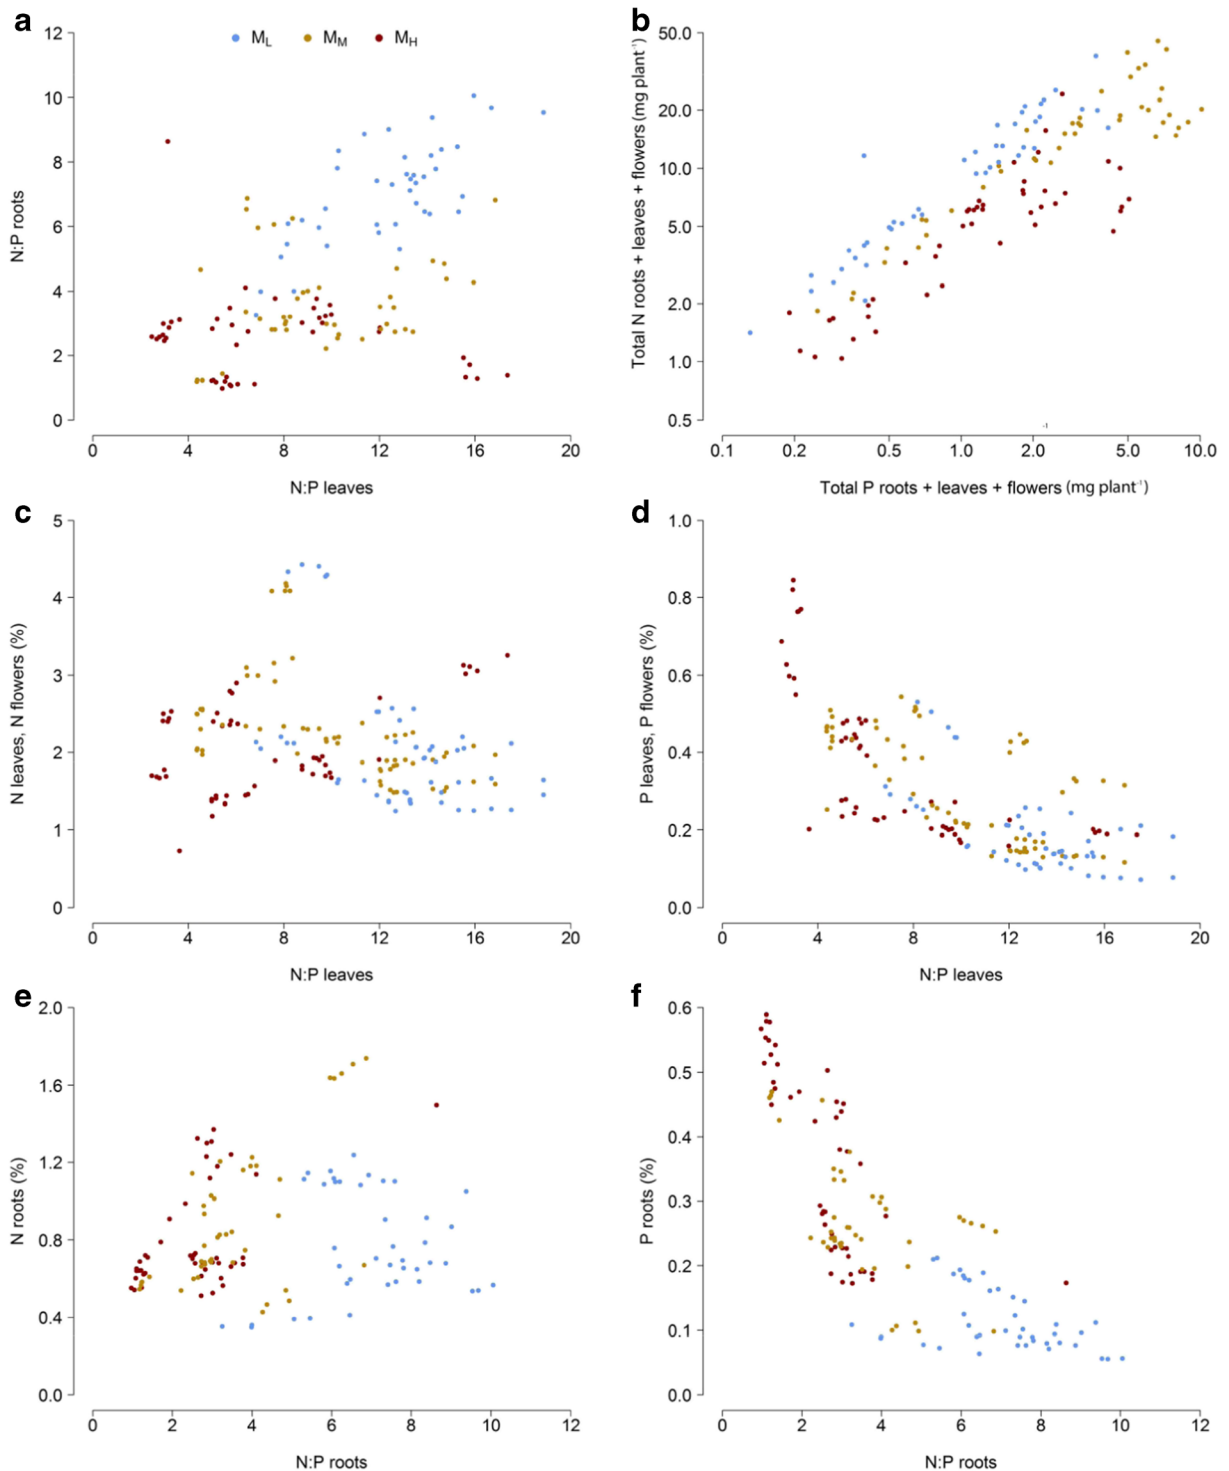 a
M_L M_M M_H
12
10
8
6
4
2
0
N:P roots
0 4 8 12 16 20
N:P leaves
b
50.0
20.0
10.0
5.0
2.0
1.0
0.5
Total N roots + leaves + flowers (mg plant⁻¹)
-1
0.1 0.2 0.5 1.0 2.0 5.0 10.0
Total P roots + leaves + flowers (mg plant⁻¹)
c
5
4
3
2
1
0
N leaves, N flowers (%)
0 4 8 12 16 20
N:P leaves
d
1.0
0.8
0.6
0.4
0.2
0.0
P leaves, P flowers (%)
0 4 8 12 16 20
N:P leaves
e
2.0
1.6
1.2
0.8
0.4
0.0
N roots (%)
0 2 4 6 8 10 12
N:P roots
f
0.6
0.5
0.4
0.3
0.2
0.1
0.0
P roots (%)
0 2 4 6 8 10 12
N:P roots